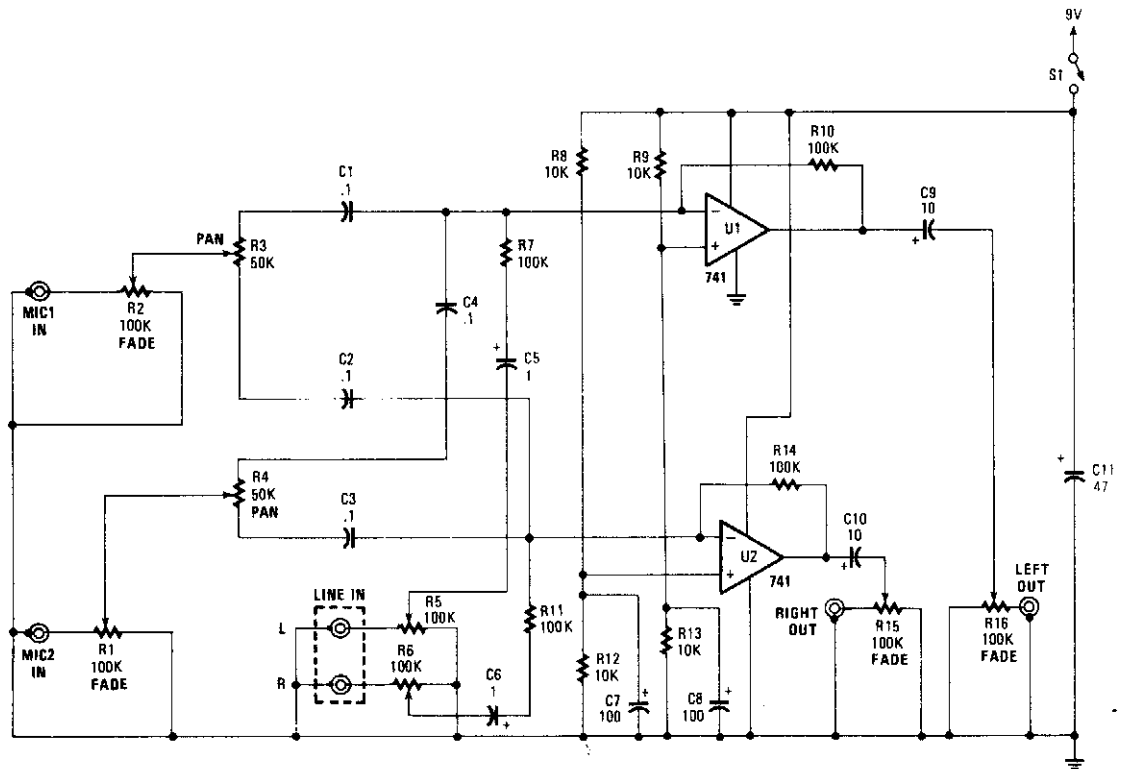 9V
S1
R8
10K
R9
10K
R10
100K
C1
.1
C9
10
U1
741
PAN
R3
50K
R7
100K
MIC1
IN
R2
100K
FADE
C4
.1
C5
1
C2
.1
R14
100K
R4
50K
PAN
C3
.1
C11
47
C10
10
U2
741
LINE IN
L
R
R5
100K
R6
100K
R11
100K
C6
1
MIC2
IN
R1
100K
FADE
R12
10K
R13
10K
C7
100
C8
100
RIGHT
OUT
R15
100K
FADE
LEFT
OUT
R16
100K
FADE